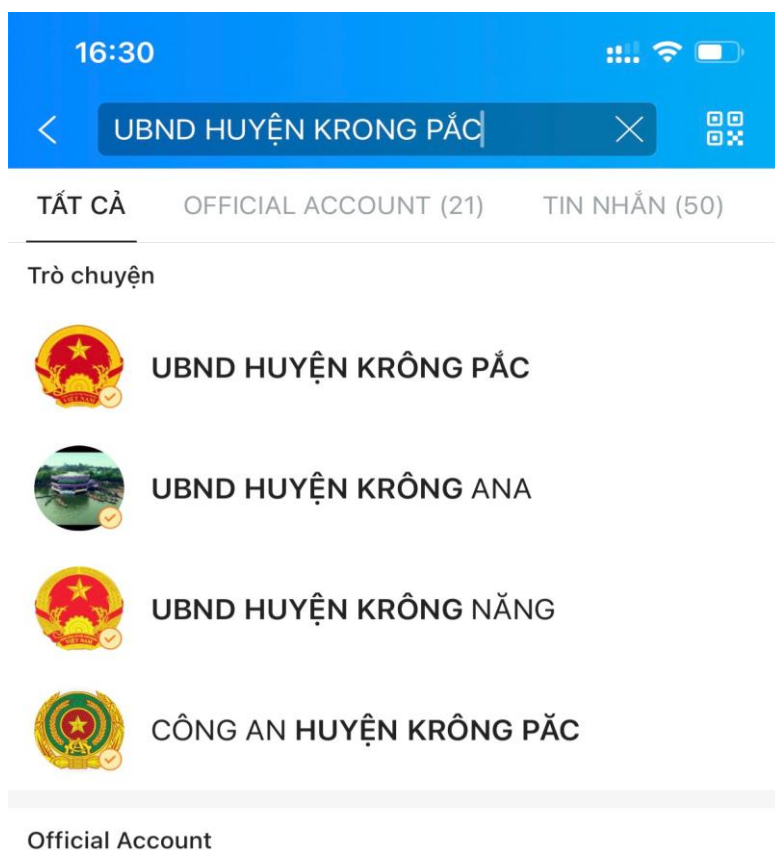 16:30
UBND HUYỆN KRONG PẮC
TẤT CẢ OFFICIAL ACCOUNT (21) TIN NHẮN (50)
Trò chuyện
UBND HUYỆN KRÔNG PẮC
UBND HUYỆN KRÔNG ANA
UBND HUYỆN KRÔNG NĂNG
CÔNG AN HUYỆN KRÔNG PĂC
Official Account